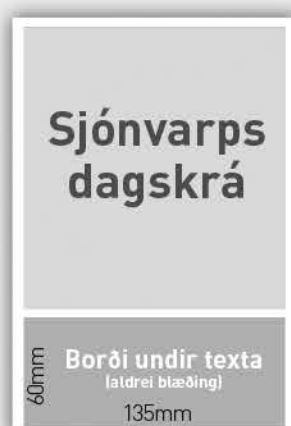 Sjónvarps
dagskrá
60mm
Borði undir texta
(aldrei blæðing)
135mm